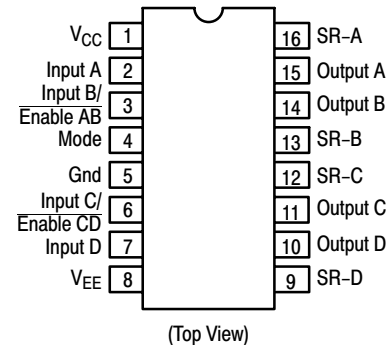 VCC 1 16 SR–A
Input A 2 15 Output A
Input B/
Enable AB 3 14 Output B
Mode 4 13 SR–B
Gnd 5 12 SR–C
Input C/
Enable CD 6 11 Output C
Input D 7 10 Output D
VEE 8 9 SR–D
(Top View)